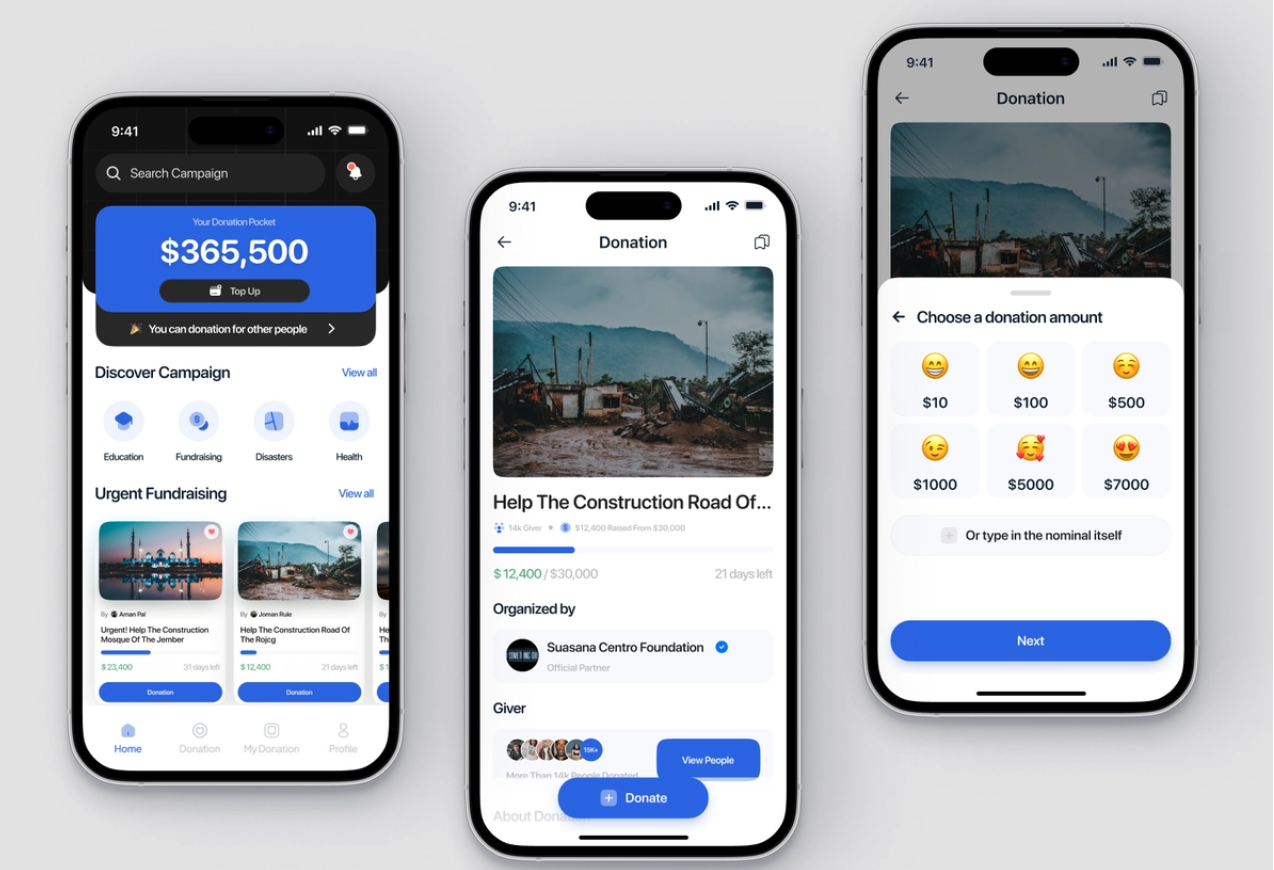 9:41
Search Campaign
Your Donation Pocket
$365,500
Top Up
You can donation for other people
Discover Campaign
View all
Education
Fundraising
Disasters
Health
Urgent Fundraising
View all
By Aman Pal
Urgent! Help The Construction
Mosque Of The Jember
$23,400
31 days left
Donation
By Joman Rule
Help The Construction Road Of
The Rojcg
$12,400
21 days left
Donation
By
He
Th
$1
Home
Donation
My Donation
Profile
9:41
Donation
Help The Construction Road Of...
14k Giver
$12,400 Raised From $30,000
$12,400 / $30,000
21 days left
Organized by
Suasana Centro Foundation
Official Partner
Giver
15K+
More Than 14k People Donated
View People
Donate
About Donation
9:41
Donation
Choose a donation amount
$10
$100
$500
$1000
$5000
$7000
Or type in the nominal itself
Next